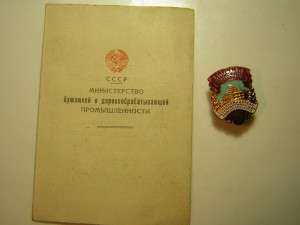 СССР
МИНИСТЕРСТВО
бумажной и деревообрабатывающей
ПРОМЫШЛЕННОСТИ